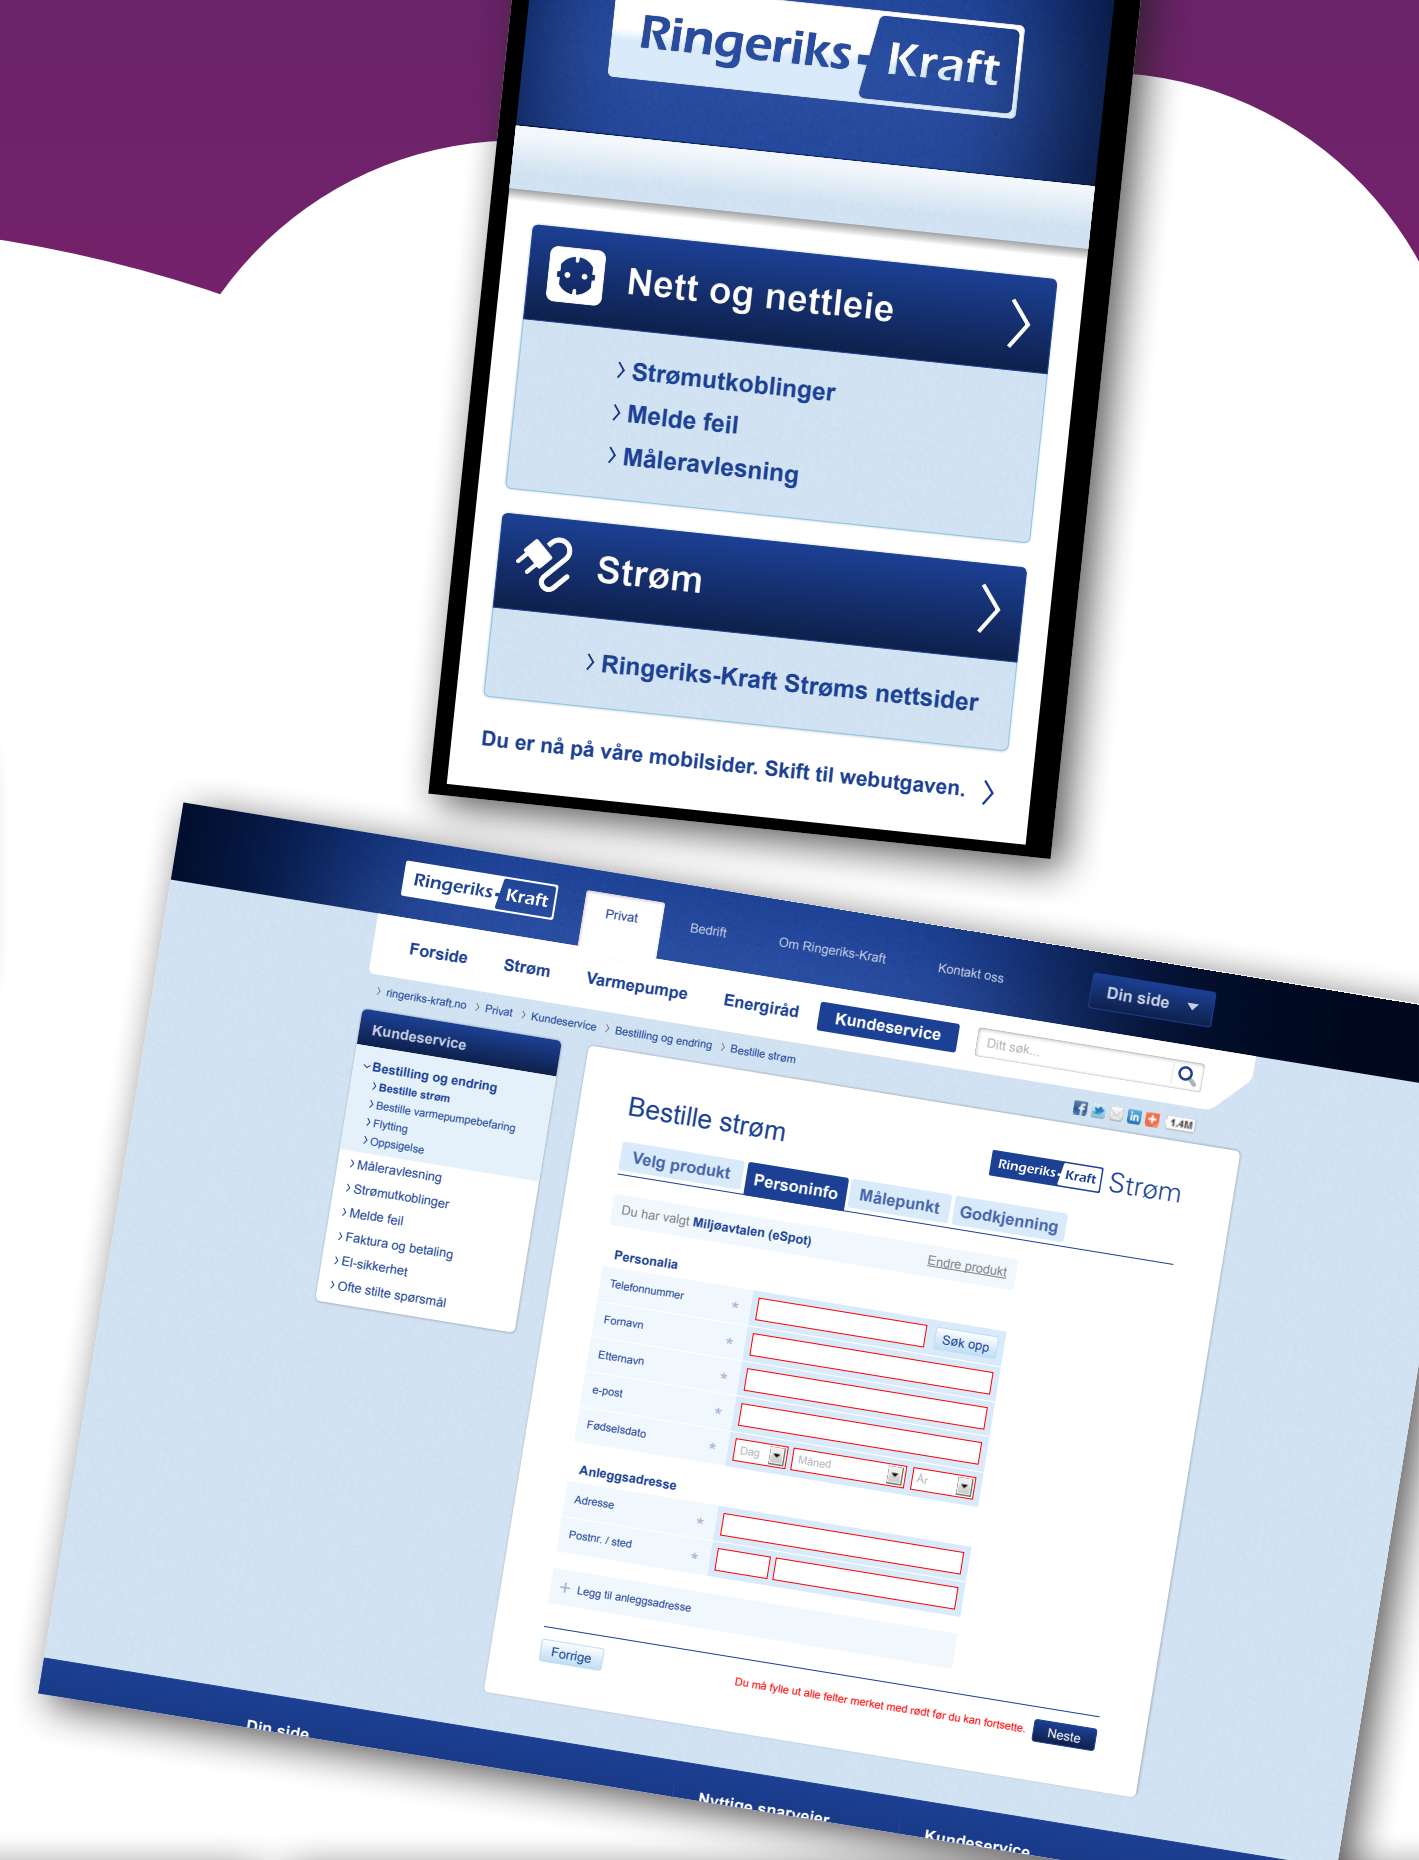 Ringeriks-Kraft
Nett og nettleie
Strømutkoblinger
Melde feil
Måleravlesning
Strøm
Ringeriks-Kraft Strøms nettsider
Du er nå på våre mobilsider. Skift til webutgaven.
Ringeriks-Kraft
Privat
Bedrift
Om Ringeriks-Kraft
Kontakt oss
Din side
Forside
Strøm
Varmepumpe
Energiråd
Kundeservice
Ditt søk...
ringeriks-kraft.no > Privat > Kundeservice > Bestilling og endring > Bestille strøm
1.4M
Kundeservice
Bestilling og endring
Bestille strøm
Bestille varmepumpebefaring
Flytting
Oppsigelse
Måleravlesning
Strømutkoblinger
Melde feil
Faktura og betaling
El-sikkerhet
Ofte stilte spørsmål
Bestille strøm
Ringeriks-Kraft Strøm
Velg produkt
Personinfo
Målepunkt
Godkjenning
Du har valgt Miljøavtalen (eSpot)
Endre produkt
Personalia
Telefonnummer *
Søk opp
Fornavn *
Etternavn *
e-post *
Fødselsdato *
Dag
Måned
År
Anleggsadresse
Adresse *
Postnr. / sted *
+ Legg til anleggsadresse
Forrige
Du må fylle ut alle felter merket med rødt før du kan fortsette.
Neste
Din side
Nyttige snarveier
Kundeservice